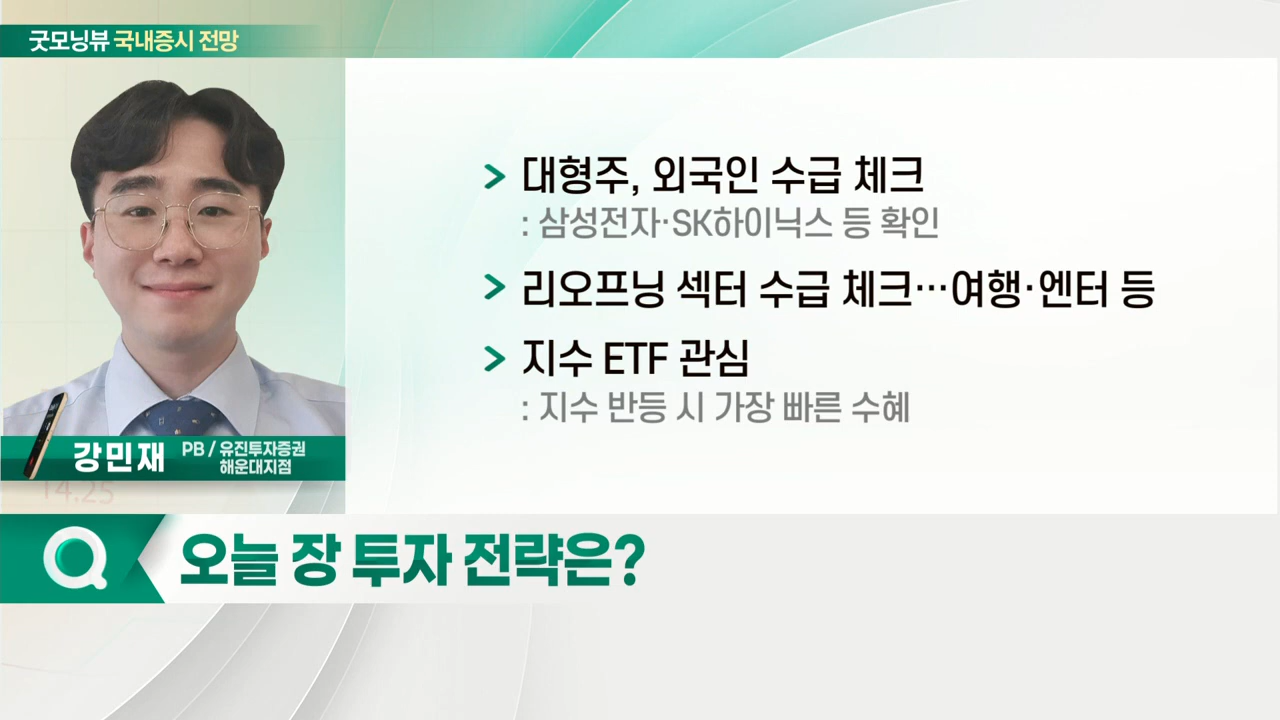 굿모닝뷰 국내증시 전망
> 대형주, 외국인 수급 체크
: 삼성전자·SK하이닉스 등 확인
> 리오프닝 섹터 수급 체크…여행·엔터 등
> 지수 ETF 관심
: 지수 반등 시 가장 빠른 수혜
강민재 PB / 유진투자증권
해운대지점
14.25
Q 오늘 장 투자 전략은?